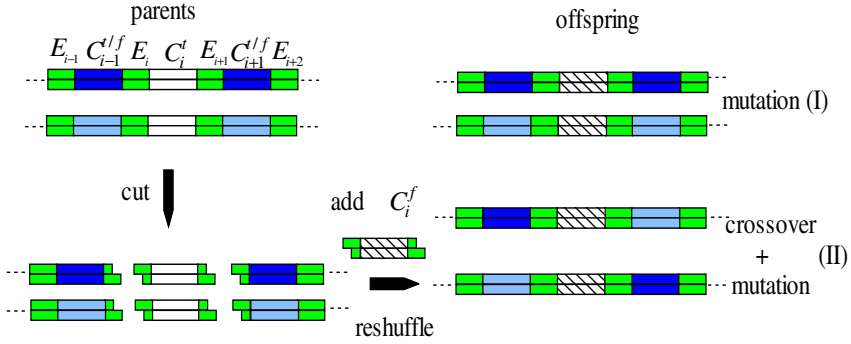 parents
offspring
E_{i-1} C_{i-1}^{t/f} E_i C_i^t E_{i+1} C_{i+1}^{t/f} E_{i+2}
mutation (I)
cut
add C_i^f
crossover
+ (II)
mutation
reshuffle